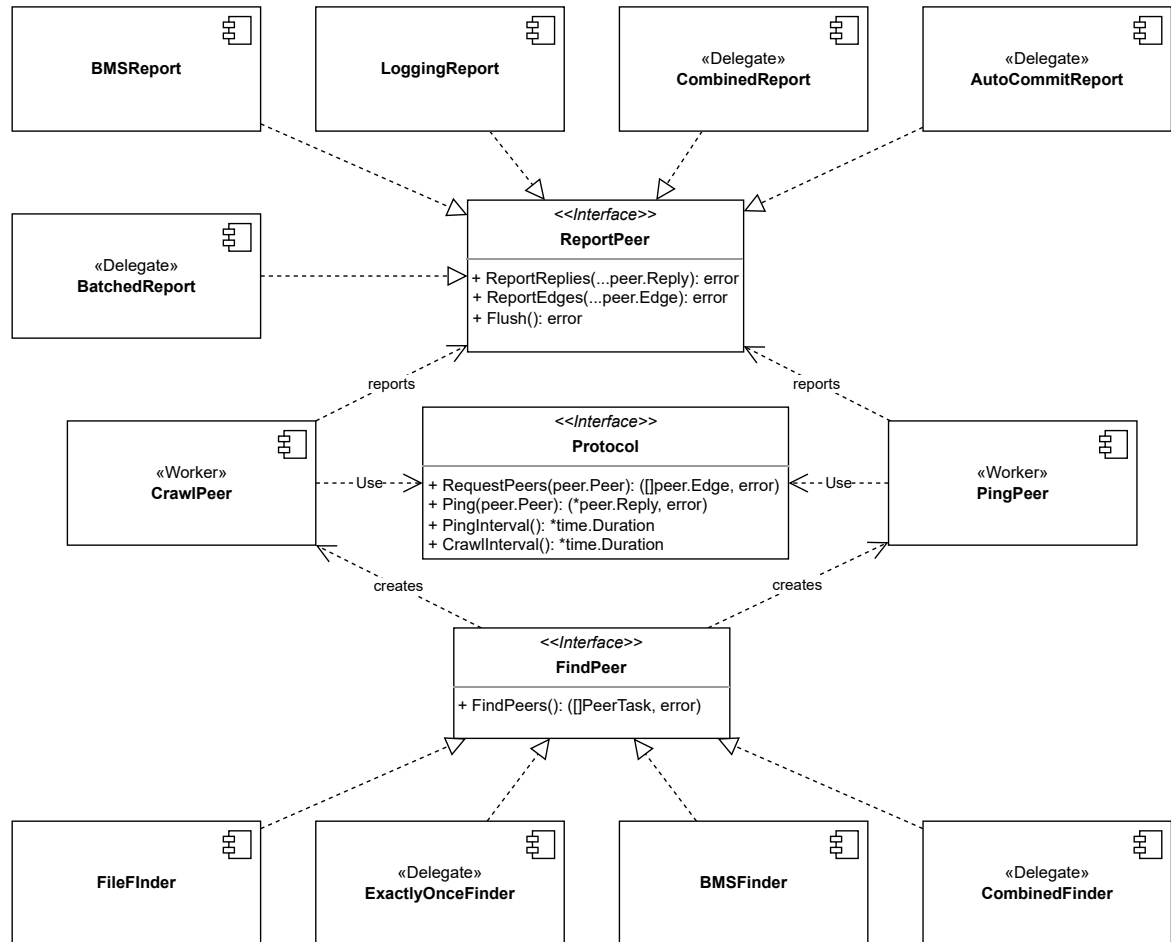 BMSReport
LoggingReport
«Delegate»
CombinedReport
«Delegate»
AutoCommitReport
«Delegate»
BatchedReport
<<Interface>>
ReportPeer
+ ReportReplies(...peer.Reply): error
+ ReportEdges(...peer.Edge): error
+ Flush(): error
reports
reports
«Worker»
CrawlPeer
Use
<<Interface>>
Protocol
+ RequestPeers(peer.Peer): ([]peer.Edge, error)
+ Ping(peer.Peer): (*peer.Reply, error)
+ PingInterval(): *time.Duration
+ CrawlInterval(): *time.Duration
Use
«Worker»
PingPeer
creates
creates
<<Interface>>
FindPeer
+ FindPeers(): ([]PeerTask, error)
FileFInder
«Delegate»
ExactlyOnceFinder
BMSFinder
«Delegate»
CombinedFinder